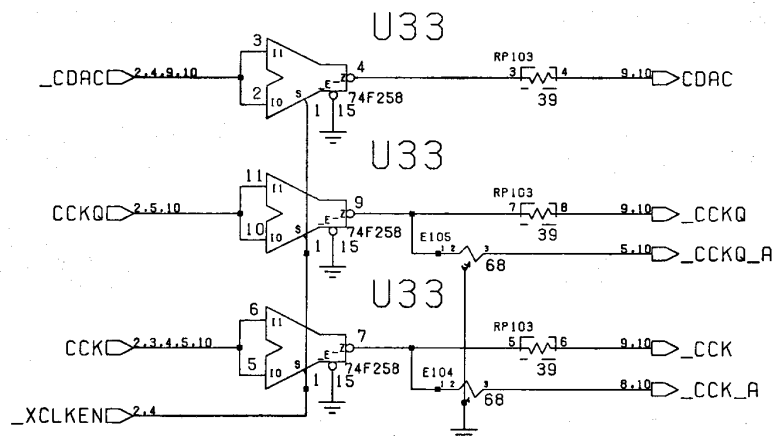 U33
_CDAC 2,4,9,10 3 I1 2 I0 S 1 _E 15 Z 4 74F258 RP103 3 4 39 9,10 CDAC
U33
CCKQ 2,5,10 11 I1 10 I0 S 1 _E 15 Z 9 74F258 RP103 7 8 39 9,10 _CCKQ
E105 1 2 3 68 5,10 _CCKQ_A
U33
CCK 2,3,4,5,10 6 I1 5 I0 S 1 _E 15 Z 7 74F258 RP103 5 6 39 9,10 _CCK
E104 1 2 3 68 8,10 _CCK_A
_XCLKEN 2,4